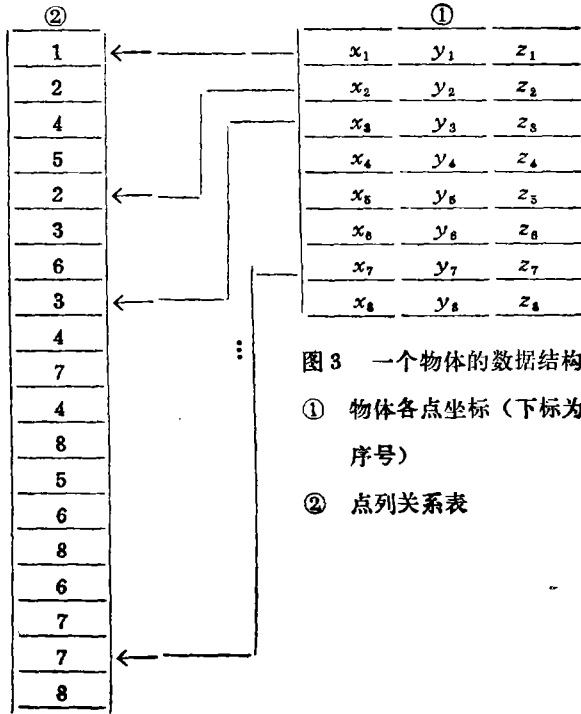 ②
1
2
4
5
2
3
6
3
4
7
4
8
5
6
8
6
7
7
8
①
x₁ y₁ z₁
x₂ y₂ z₂
x₃ y₃ z₃
x₄ y₄ z₄
x₅ y₅ z₅
x₆ y₆ z₆
x₇ y₇ z₇
x₈ y₈ z₈
图3 一个物体的数据结构
① 物体各点坐标（下标为
序号）
② 点列关系表